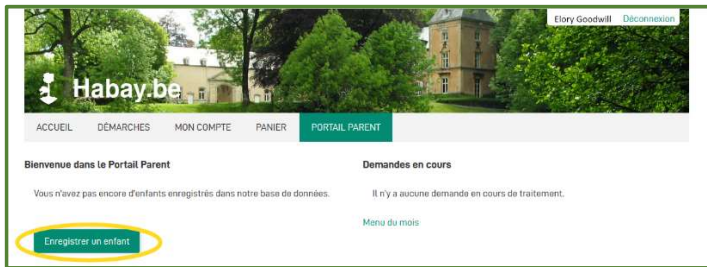 Elory Goodwill Déconnexion
Habay.be
ACCUEIL DÉMARCHES MON COMPTE PANIER PORTAIL PARENT
Bienvenue dans le Portail Parent
Vous n'avez pas encore d'enfants enregistrés dans notre base de données.
Enregistrer un enfant
Demandes en cours
Il n'y a aucune demande en cours de traitement.
Menu du mois